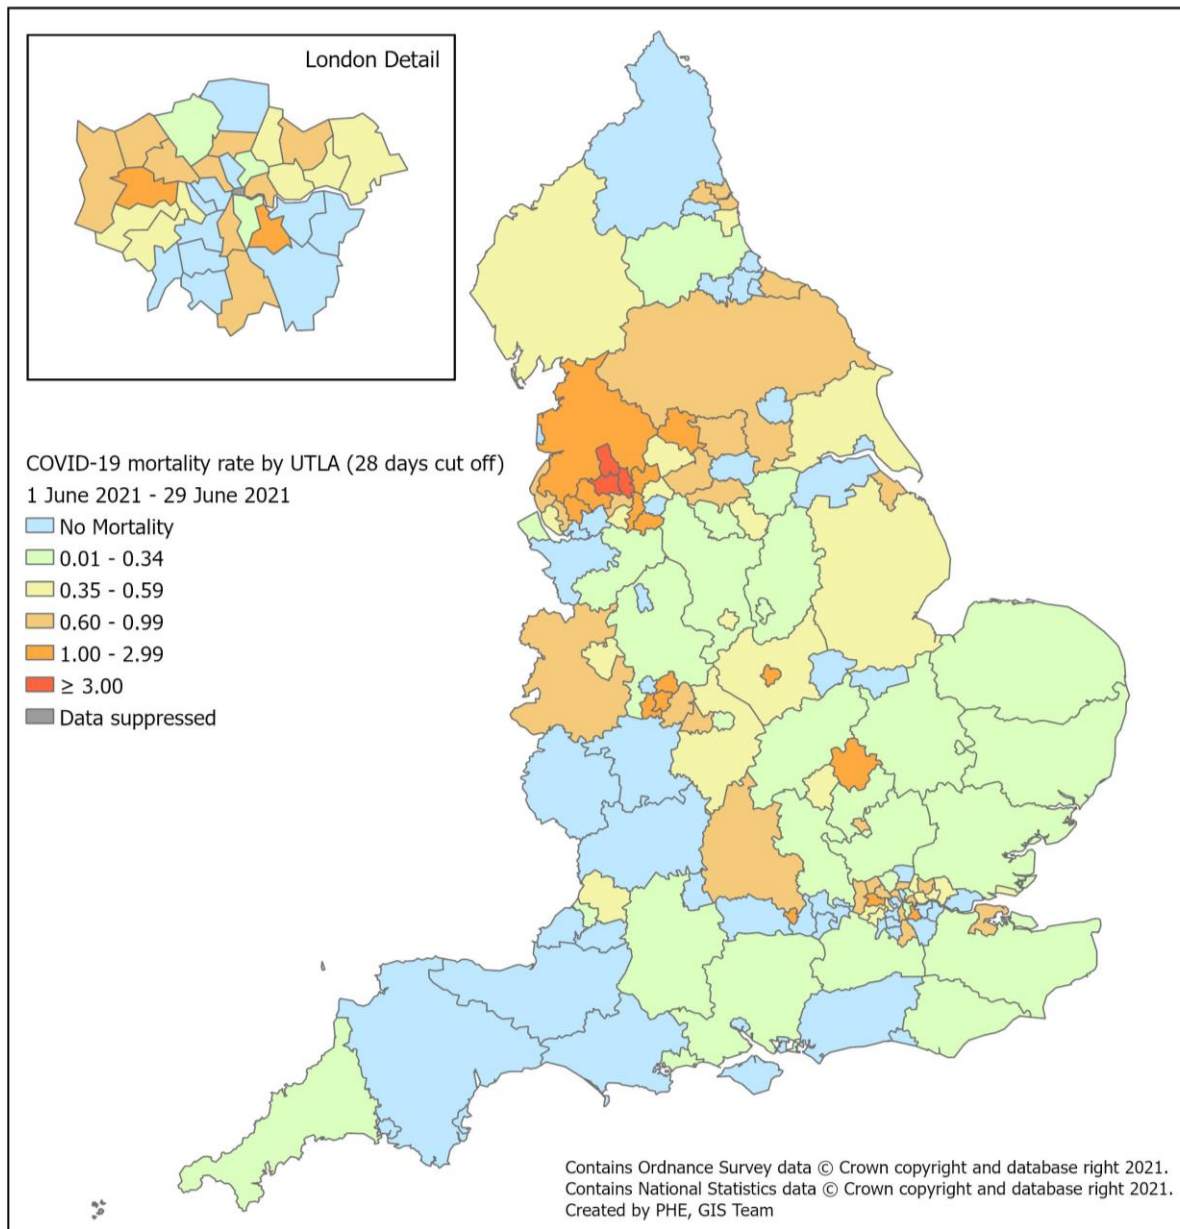 London Detail
COVID-19 mortality rate by UTLA (28 days cut off)
1 June 2021 - 29 June 2021
No Mortality
0.01 - 0.34
0.35 - 0.59
0.60 - 0.99
1.00 - 2.99
≥ 3.00
Data suppressed
Contains Ordnance Survey data © Crown copyright and database right 2021.
Contains National Statistics data © Crown copyright and database right 2021.
Created by PHE, GIS Team